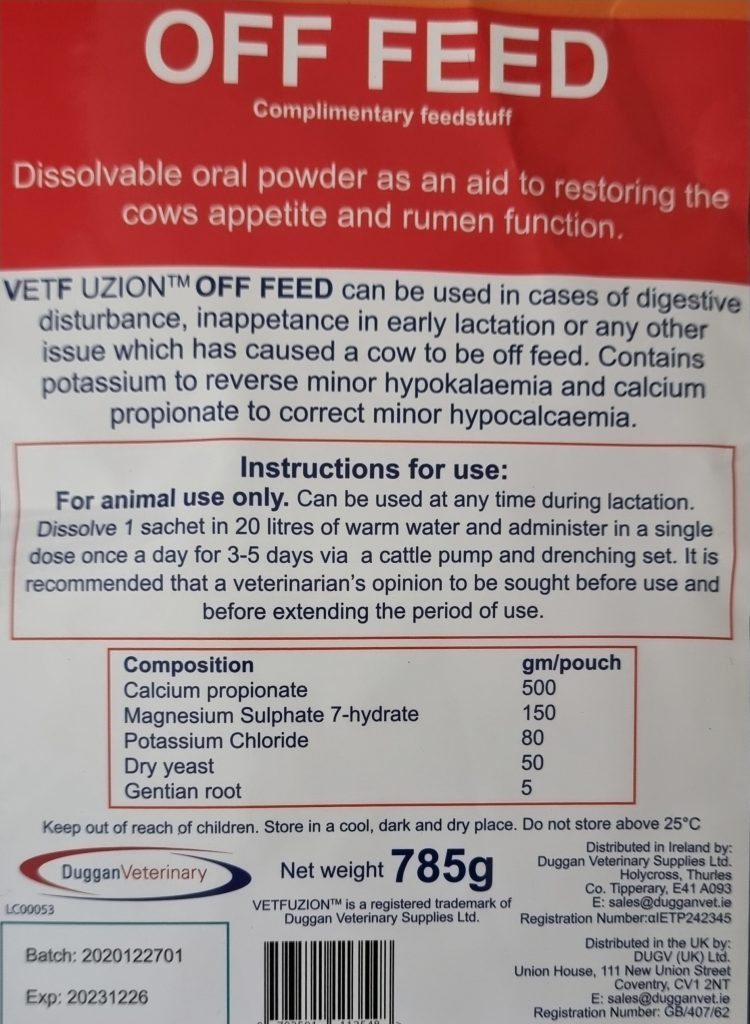 OFF FEED
Complimentary feedstuff
Dissolvable oral powder as an aid to restoring the
cows appetite and rumen function.
VETF UZION™ OFF FEED can be used in cases of digestive
disturbance, inappetance in early lactation or any other
issue which has caused a cow to be off feed. Contains
potassium to reverse minor hypokalaemia and calcium
propionate to correct minor hypocalcaemia.
Instructions for use:
For animal use only. Can be used at any time during lactation.
Dissolve 1 sachet in 20 litres of warm water and administer in a single
dose once a day for 3-5 days via a cattle pump and drenching set. It is
recommended that a veterinarian's opinion to be sought before use and
before extending the period of use.
Composition gm/pouch
Calcium propionate 500
Magnesium Sulphate 7-hydrate 150
Potassium Chloride 80
Dry yeast 50
Gentian root 5
Keep out of reach of children. Store in a cool, dark and dry place. Do not store above 25°C
DugganVeterinary
LC00053
Net weight 785g
VETFUZION™ is a registered trademark of
Duggan Veterinary Supplies Ltd.
Distributed in Ireland by:
Duggan Veterinary Supplies Ltd.
Holycross, Thurles
Co. Tipperary, E41 A093
E: sales@dugganvet.ie
Registration Number:αIETP242345
Distributed in the UK by:
DUGV (UK) Ltd.
Union House, 111 New Union Street
Coventry, CV1 2NT
E: sales@dugganvet.ie
Registration Number: GB/407/62
Batch: 2020122701
Exp: 20231226